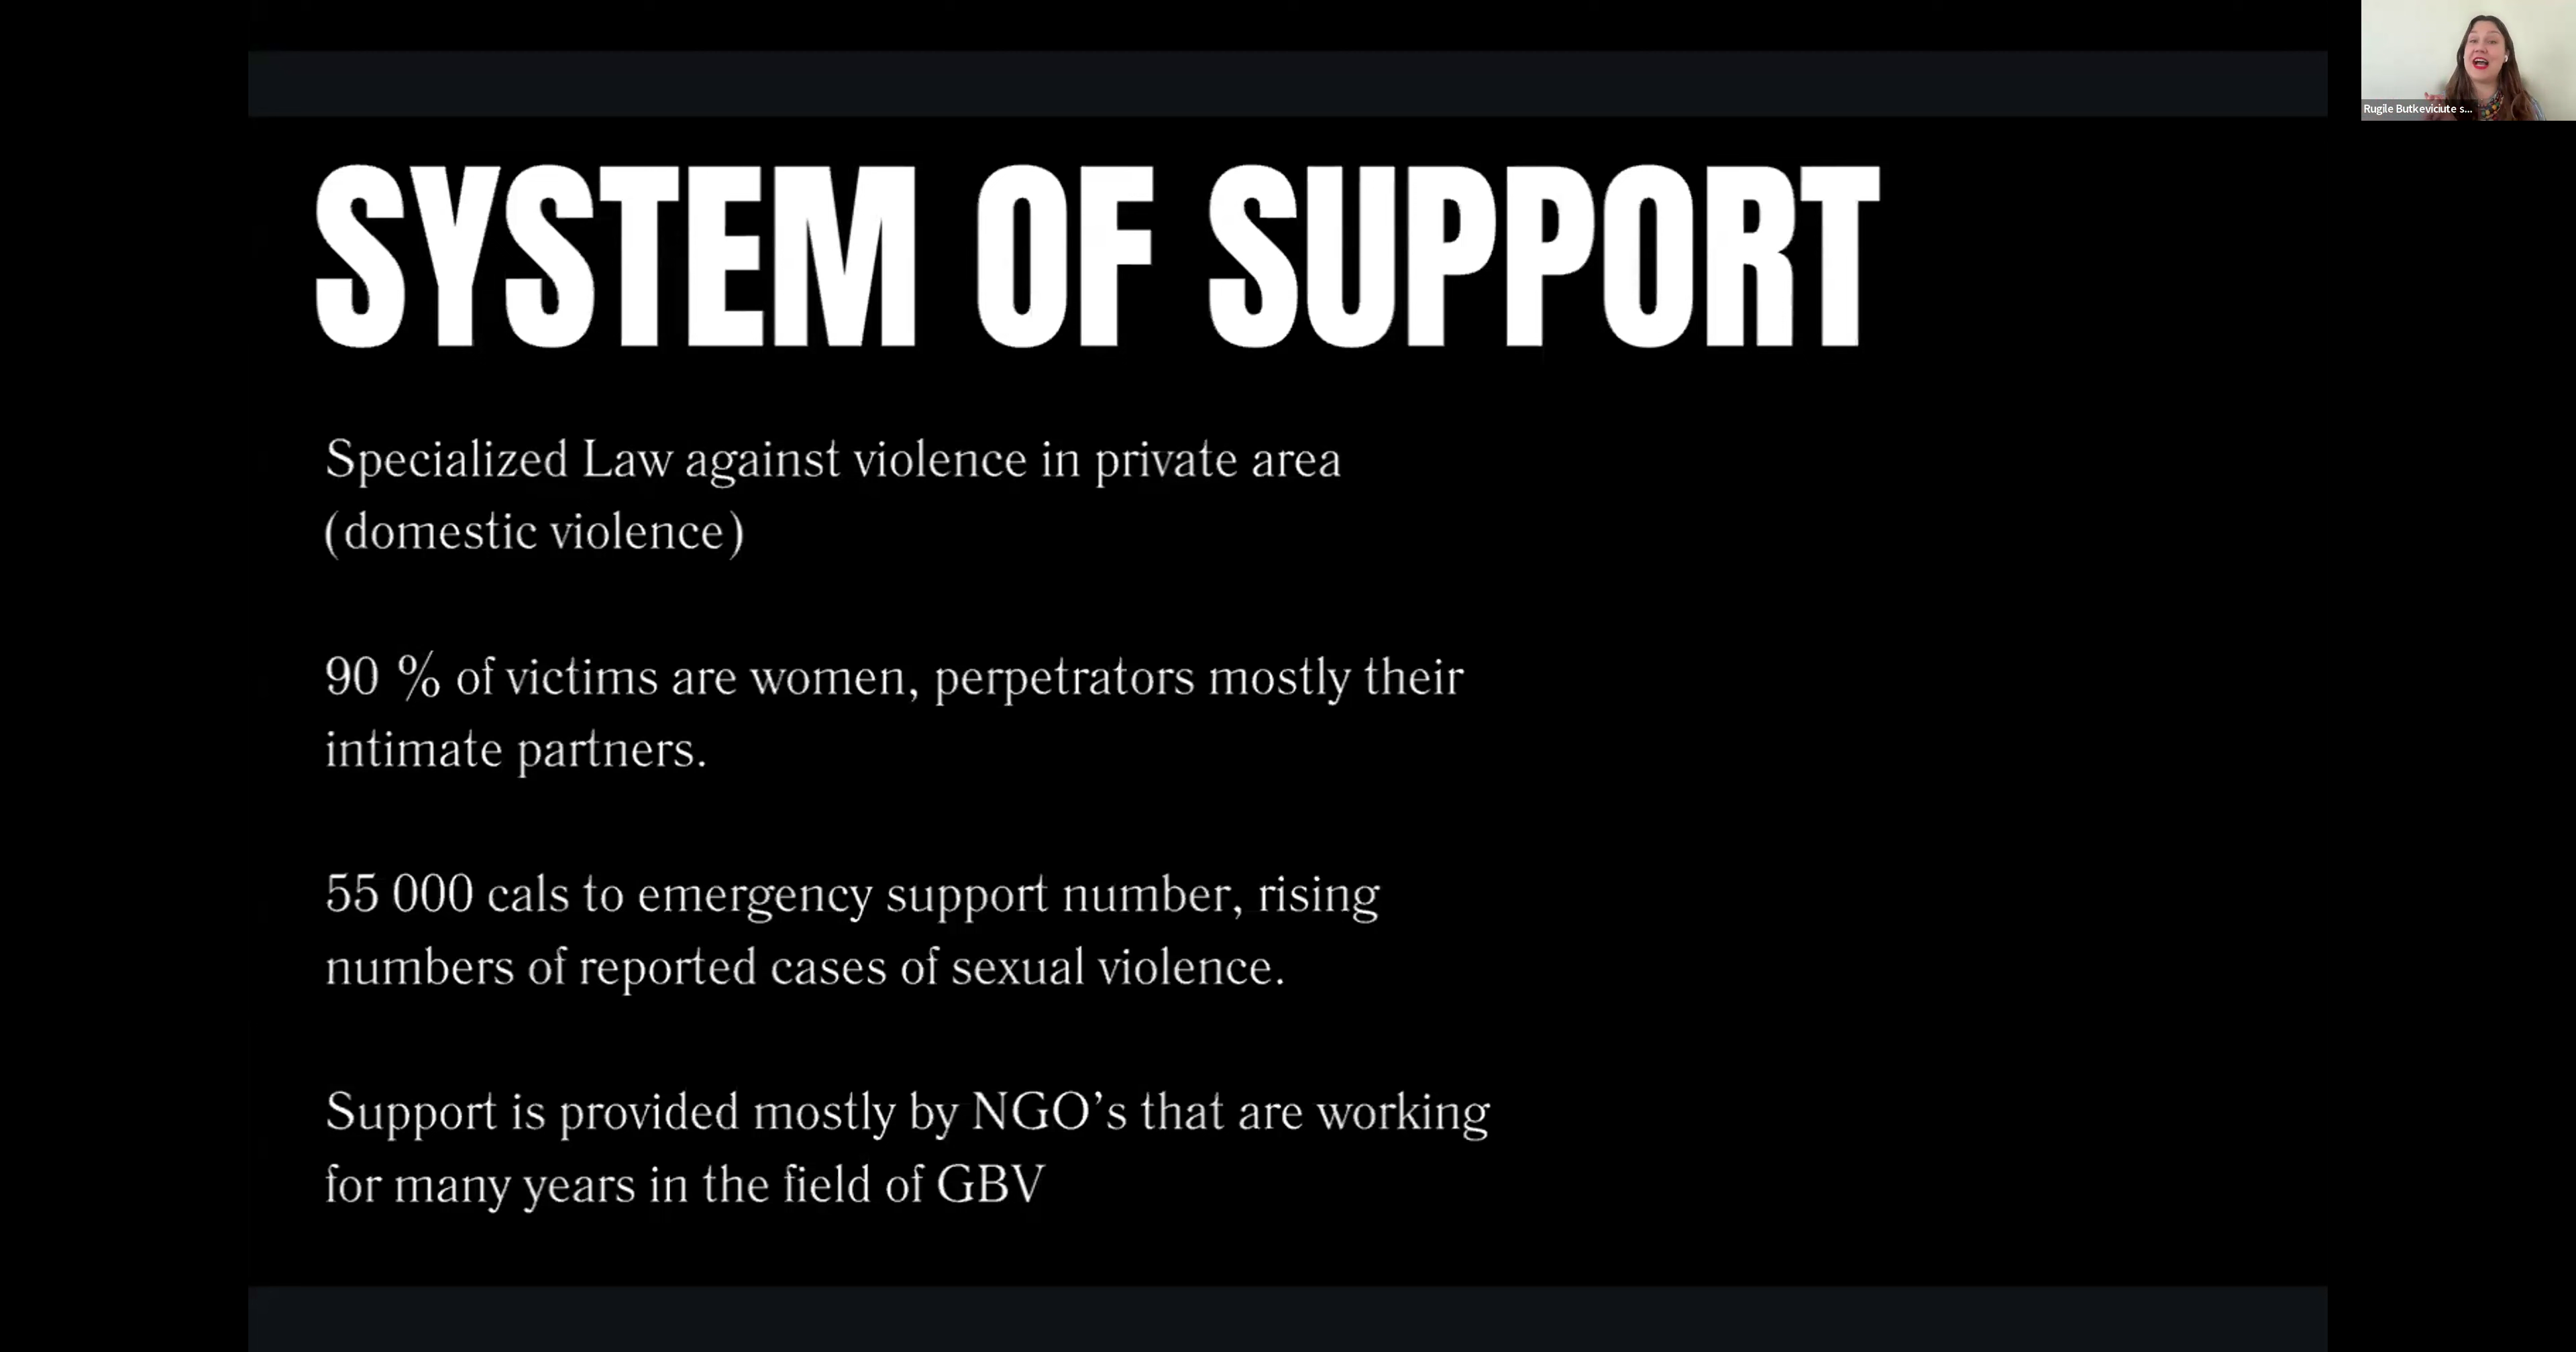 Rugile Butkeviciute s...
SYSTEM OF SUPPORT
Specialized Law against violence in private area
(domestic violence)
90 % of victims are women, perpetrators mostly their
intimate partners.
55 000 cals to emergency support number, rising
numbers of reported cases of sexual violence.
Support is provided mostly by NGO’s that are working
for many years in the field of GBV